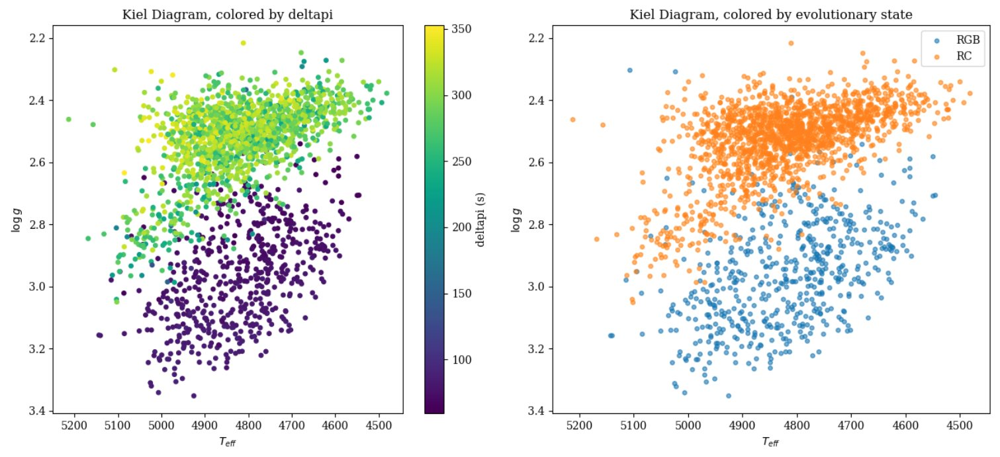 Kiel Diagram, colored by deltapi
2.2
2.4
2.6
2.8
3.0
3.2
3.4
log g
5200 5100 5000 4900 4800 4700 4600 4500
T_eff
350
300
250
200
150
100
deltapi (s)
Kiel Diagram, colored by evolutionary state
RGB
RC
2.2
2.4
2.6
2.8
3.0
3.2
3.4
log g
5200 5100 5000 4900 4800 4700 4600 4500
T_eff